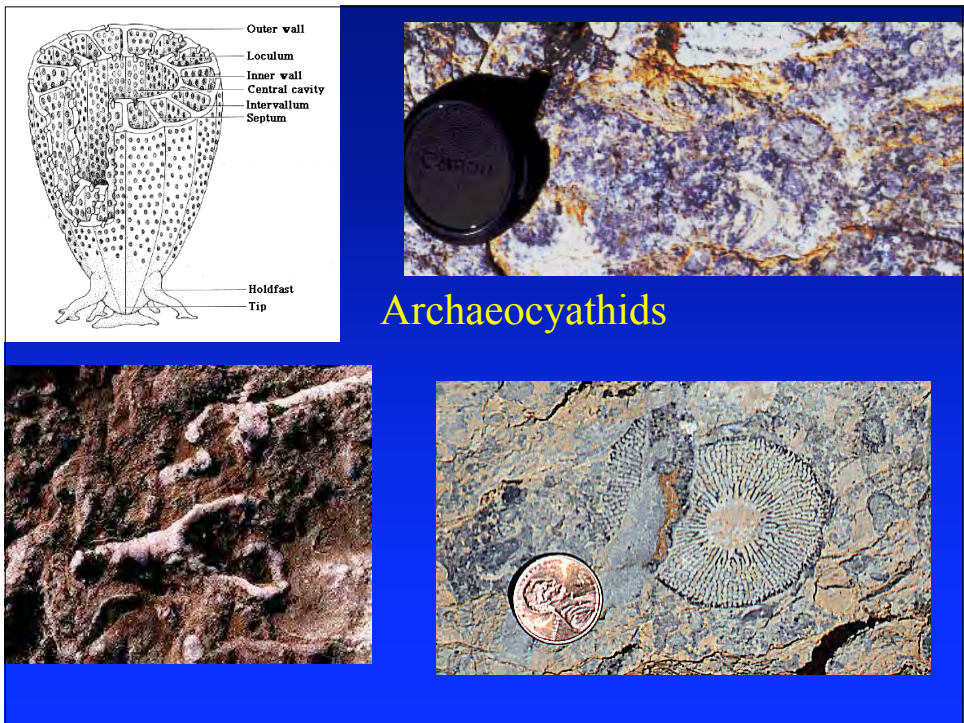 Outer wall
Loculum
Inner wall
Central cavity
Intervallum
Septum
Holdfast
Tip
Canon
Archaeocyathids